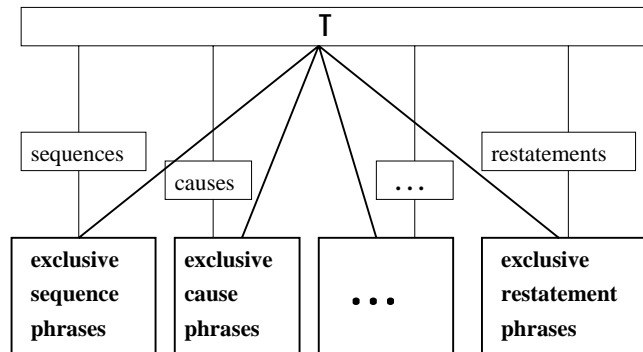 T
sequences
restatements
causes
...
exclusive
sequence
phrases
exclusive
cause
phrases
...
exclusive
restatement
phrases